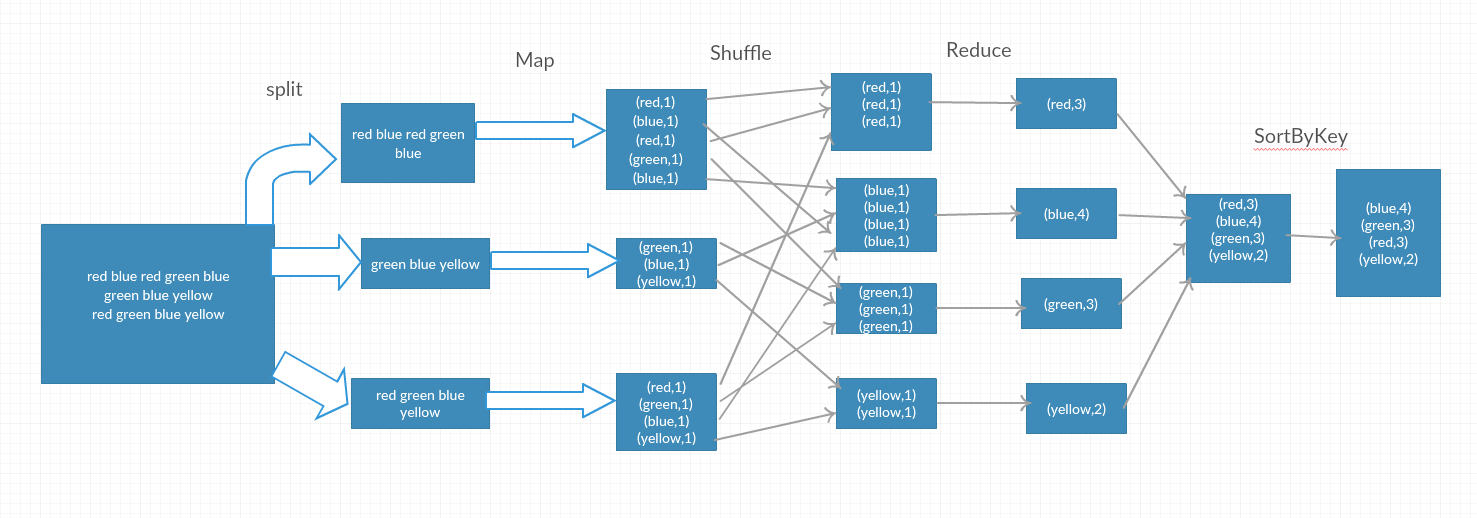 split
Map
Shuffle
Reduce
SortByKey
red blue red green blue
green blue yellow
red green blue yellow
red blue red green
blue
green blue yellow
red green blue
yellow
(red,1)
(blue,1)
(red,1)
(green,1)
(blue,1)
(green,1)
(blue,1)
(yellow,1)
(red,1)
(green,1)
(blue,1)
(yellow,1)
(red,1)
(red,1)
(red,1)
(blue,1)
(blue,1)
(blue,1)
(blue,1)
(green,1)
(green,1)
(green,1)
(yellow,1)
(yellow,1)
(red,3)
(blue,4)
(green,3)
(yellow,2)
(red,3)
(blue,4)
(green,3)
(yellow,2)
(blue,4)
(green,3)
(red,3)
(yellow,2)